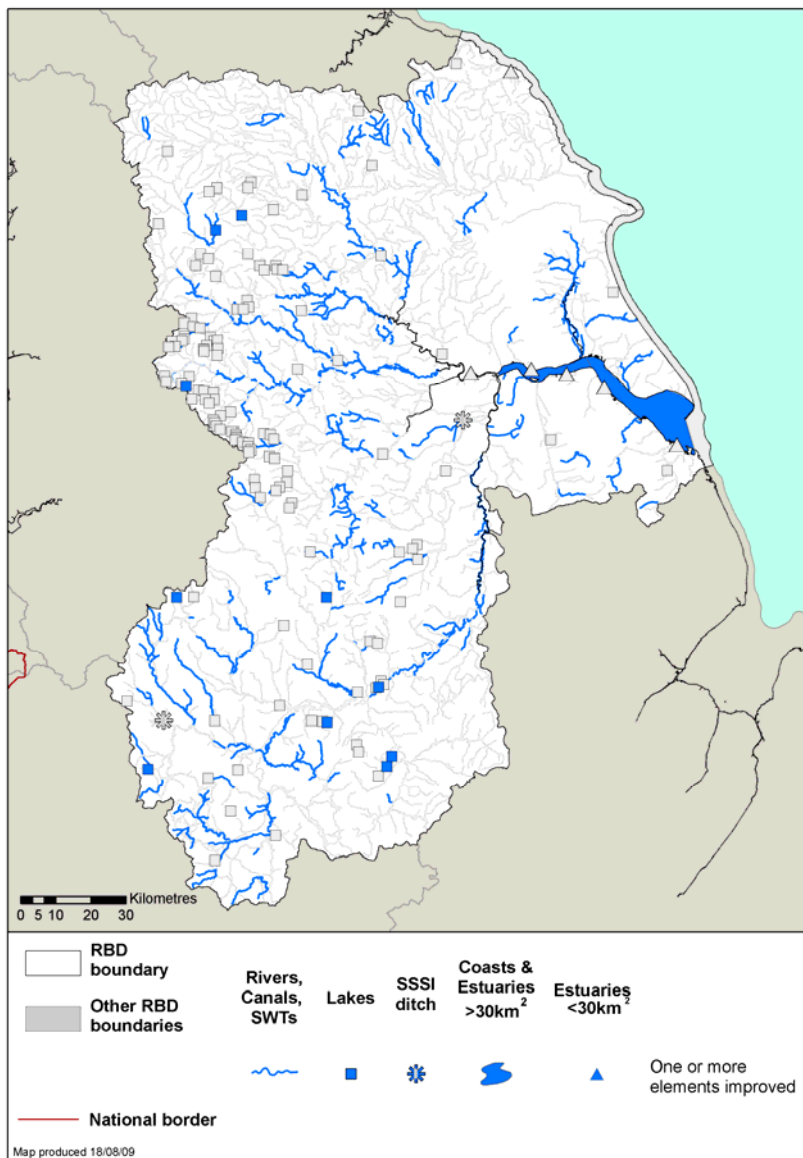 Kilometres
0 5 10 20 30
RBD
boundary
Other RBD
boundaries
Rivers,
Canals,
SWTs
Lakes
SSSI
ditch
Coasts &
Estuaries
>30km²
Estuaries
<30km²
One or more
elements improved
National border
Map produced 18/08/09